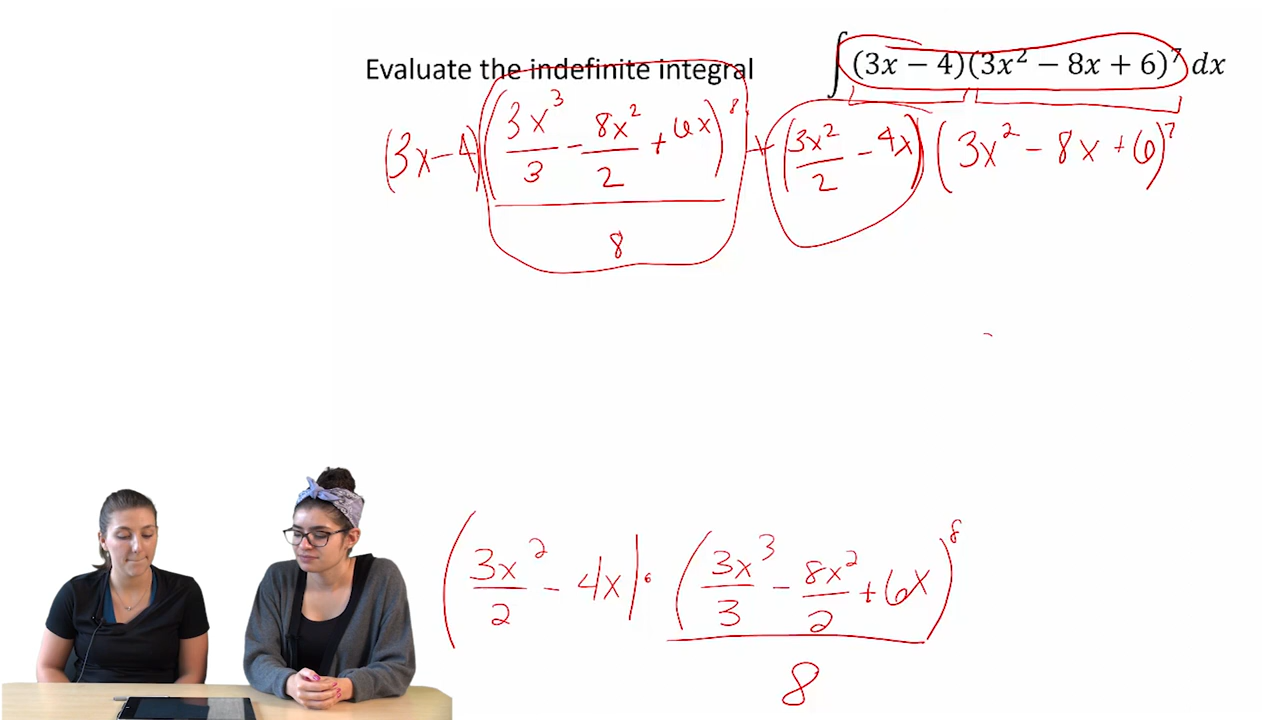 Evaluate the indefinite integral ∫ (3x − 4)(3x² − 8x + 6)⁷ dx
(3x-4) (3x³/3 - 8x²/2 + 6x)⁸/8 + (3x²/2 - 4x) (3x² - 8x + 6)⁷
(3x²/2 - 4x) · (3x³/3 - 8x²/2 + 6x)⁸/8